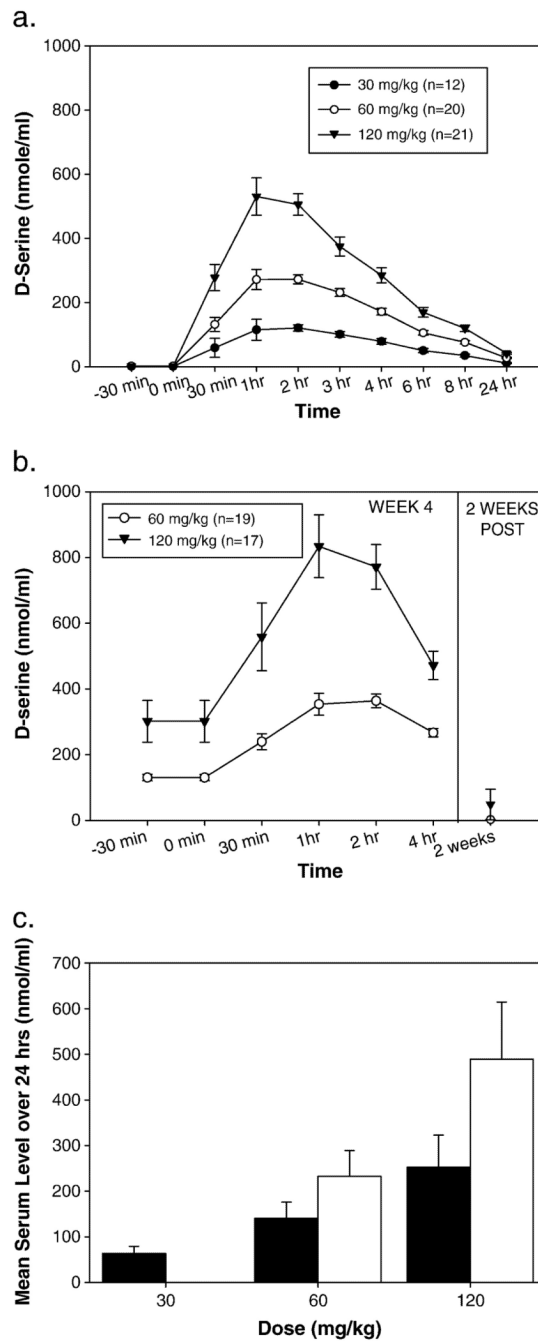 a.
1000
800
600
400
200
0
D-Serine (nmole/ml)
30 mg/kg (n=12)
60 mg/kg (n=20)
120 mg/kg (n=21)
-30 min 0 min 30 min 1hr 2 hr 3 hr 4 hr 6 hr 8 hr 24 hr
Time
b.
1000
800
600
400
200
0
D-serine (nmol/ml)
60 mg/kg (n=19)
120 mg/kg (n=17)
WEEK 4
2 WEEKS
POST
-30 min 0 min 30 min 1hr 2 hr 4 hr 2 weeks
Time
c.
700
600
500
400
300
200
100
0
Mean Serum Level over 24 hrs (nmol/ml)
30 60 120
Dose (mg/kg)